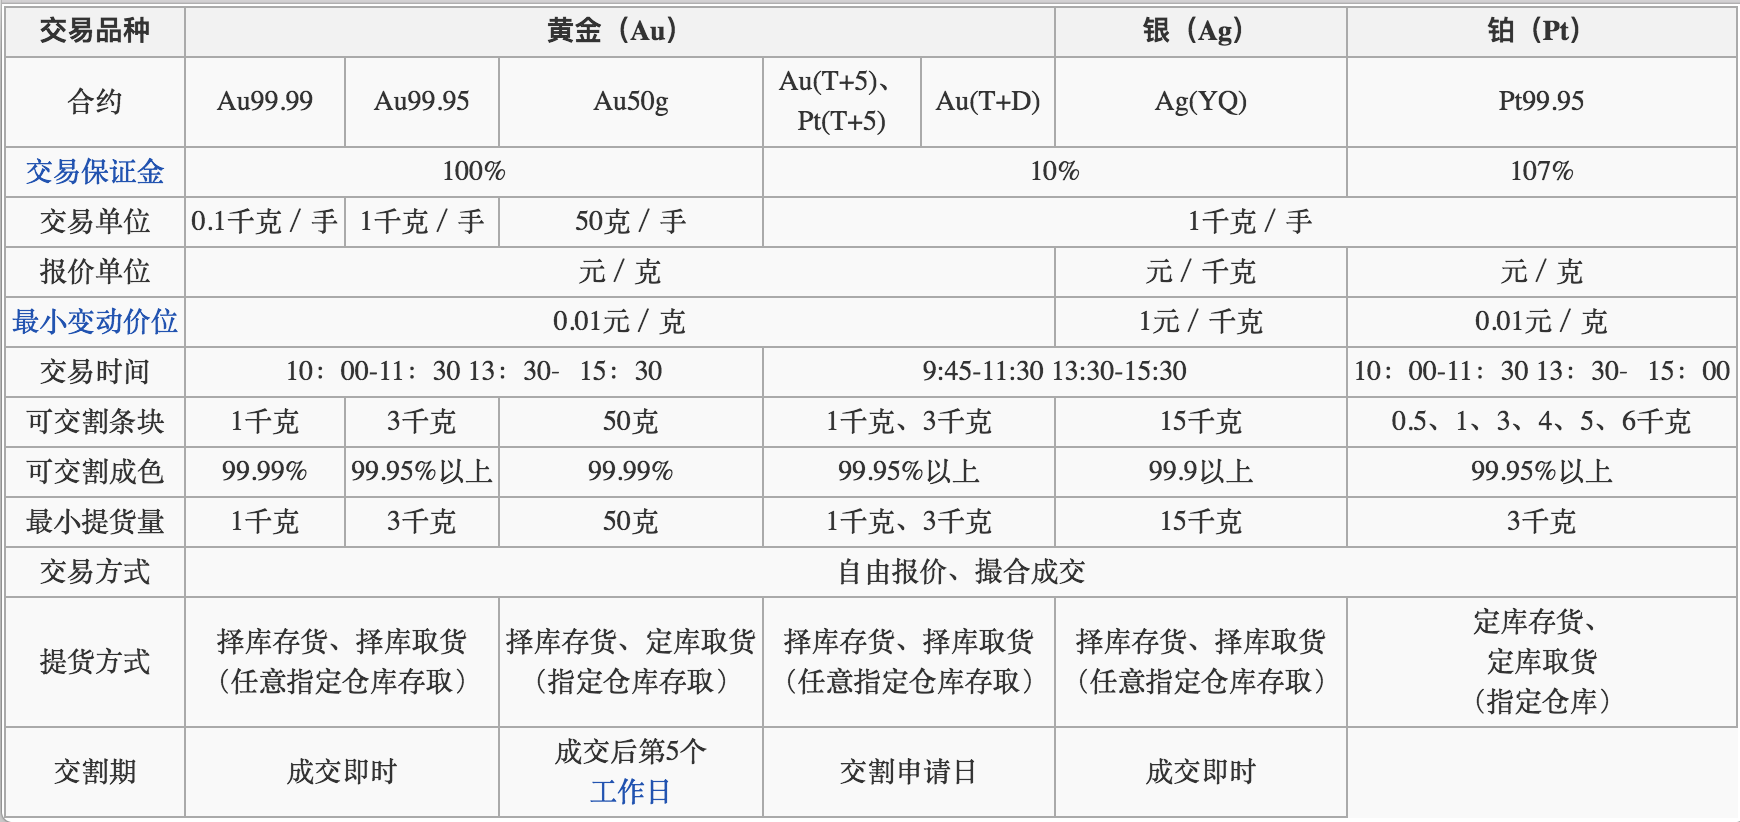 交易品种 黄金（Au） 银（Ag） 铂（Pt）
合约 Au99.99 Au99.95 Au50g Au(T+5)、 Pt(T+5) Au(T+D) Ag(YQ) Pt99.95
交易保证金 100% 10% 107%
交易单位 0.1千克 / 手 1千克 / 手 50克 / 手 1千克 / 手
报价单位 元 / 克 元 / 千克 元 / 克
最小变动价位 0.01元 / 克 1元 / 千克 0.01元 / 克
交易时间 10：00-11：30 13：30- 15：30 9:45-11:30 13:30-15:30 10：00-11：30 13：30- 15：00
可交割条块 1千克 3千克 50克 1千克、3千克 15千克 0.5、1、3、4、5、6千克
可交割成色 99.99% 99.95%以上 99.99% 99.95%以上 99.9以上 99.95%以上
最小提货量 1千克 3千克 50克 1千克、3千克 15千克 3千克
交易方式 自由报价、撮合成交
提货方式
择库存货、择库取货
（任意指定仓库存取）
择库存货、定库取货
（指定仓库存取）
择库存货、择库取货
（任意指定仓库存取）
择库存货、择库取货
（任意指定仓库存取）
定库存货、
定库取货
（指定仓库）
交割期
成交即时
成交后第5个
工作日
交割申请日
成交即时